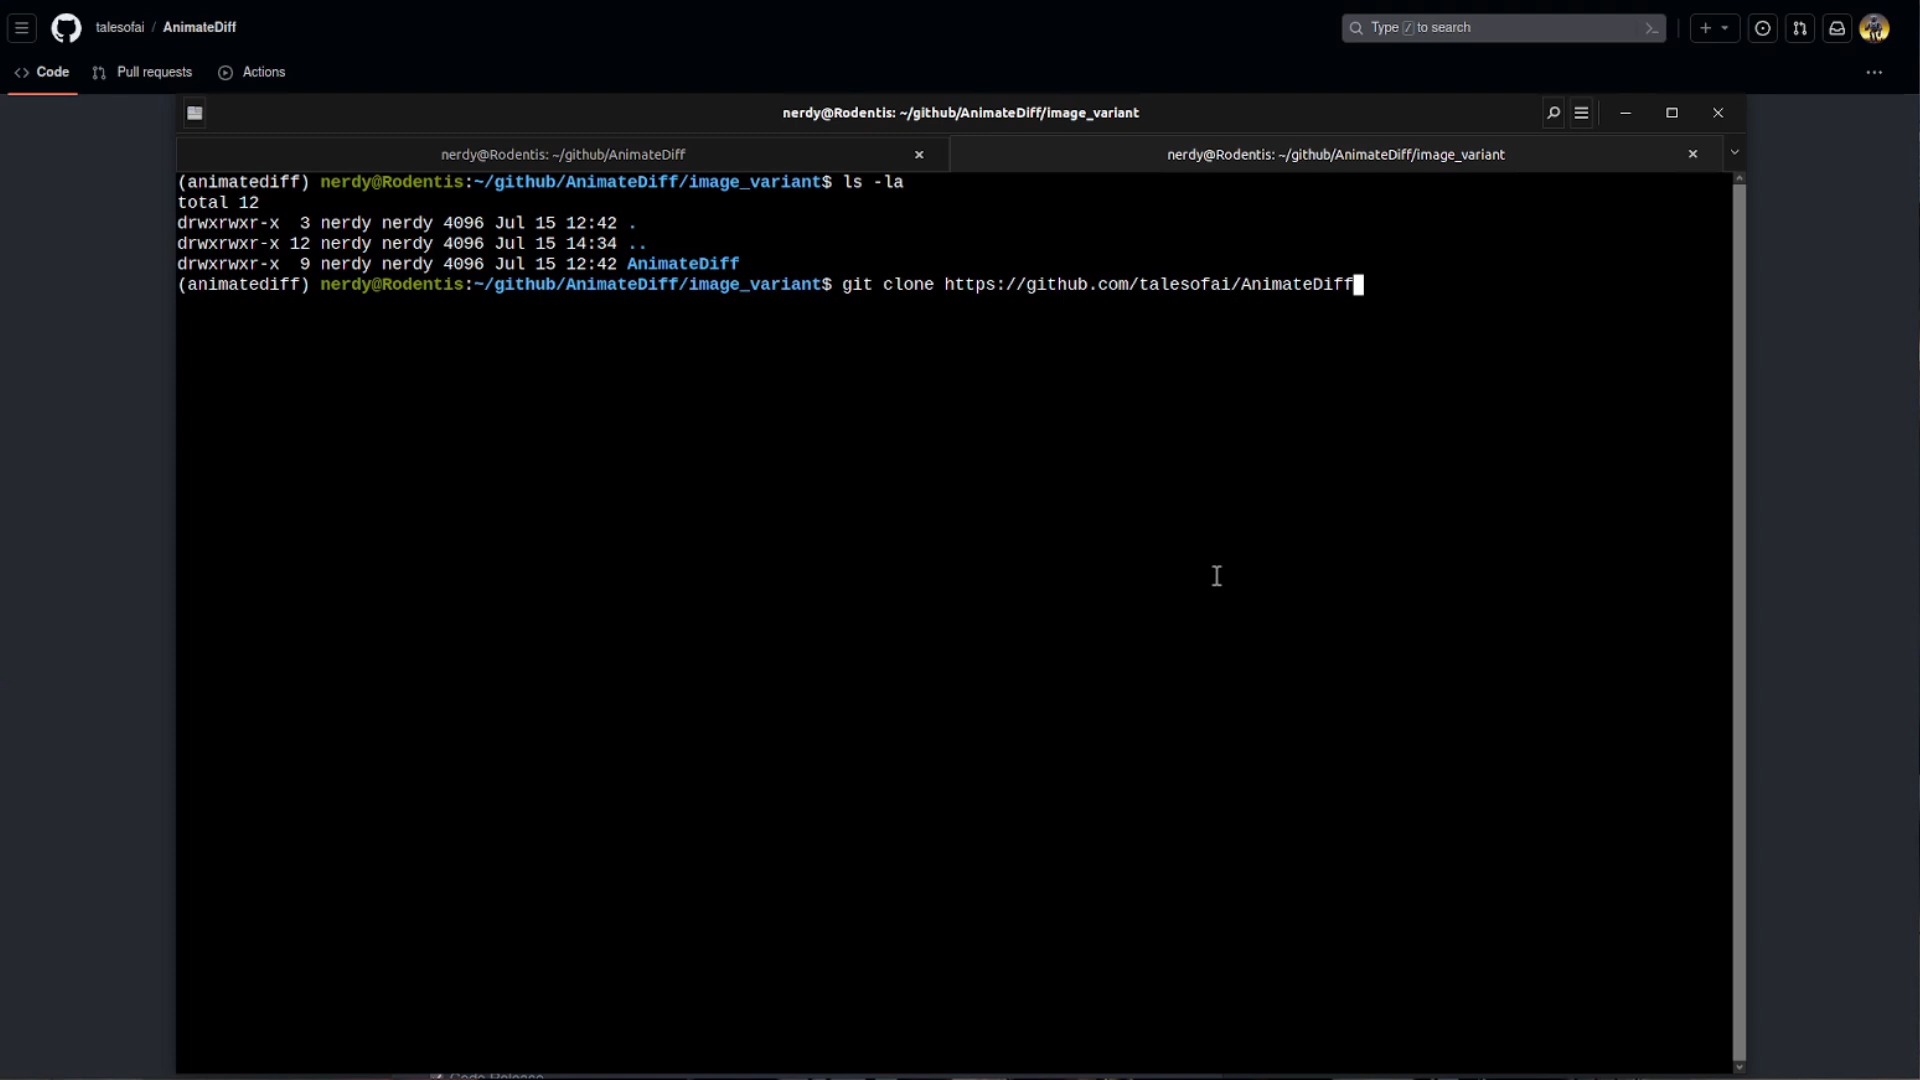 talesofai / AnimateDiff
Type / to search
Code Pull requests Actions
nerdy@Rodentis: ~/github/AnimateDiff/image_variant
nerdy@Rodentis: ~/github/AnimateDiff
nerdy@Rodentis: ~/github/AnimateDiff/image_variant
(animatediff) nerdy@Rodentis:~/github/AnimateDiff/image_variant$ ls -la
total 12
drwxrwxr-x  3 nerdy nerdy 4096 Jul 15 12:42 .
drwxrwxr-x 12 nerdy nerdy 4096 Jul 15 14:34 ..
drwxrwxr-x  9 nerdy nerdy 4096 Jul 15 12:42 AnimateDiff
(animatediff) nerdy@Rodentis:~/github/AnimateDiff/image_variant$ git clone https://github.com/talesofai/AnimateDiff
Code Release